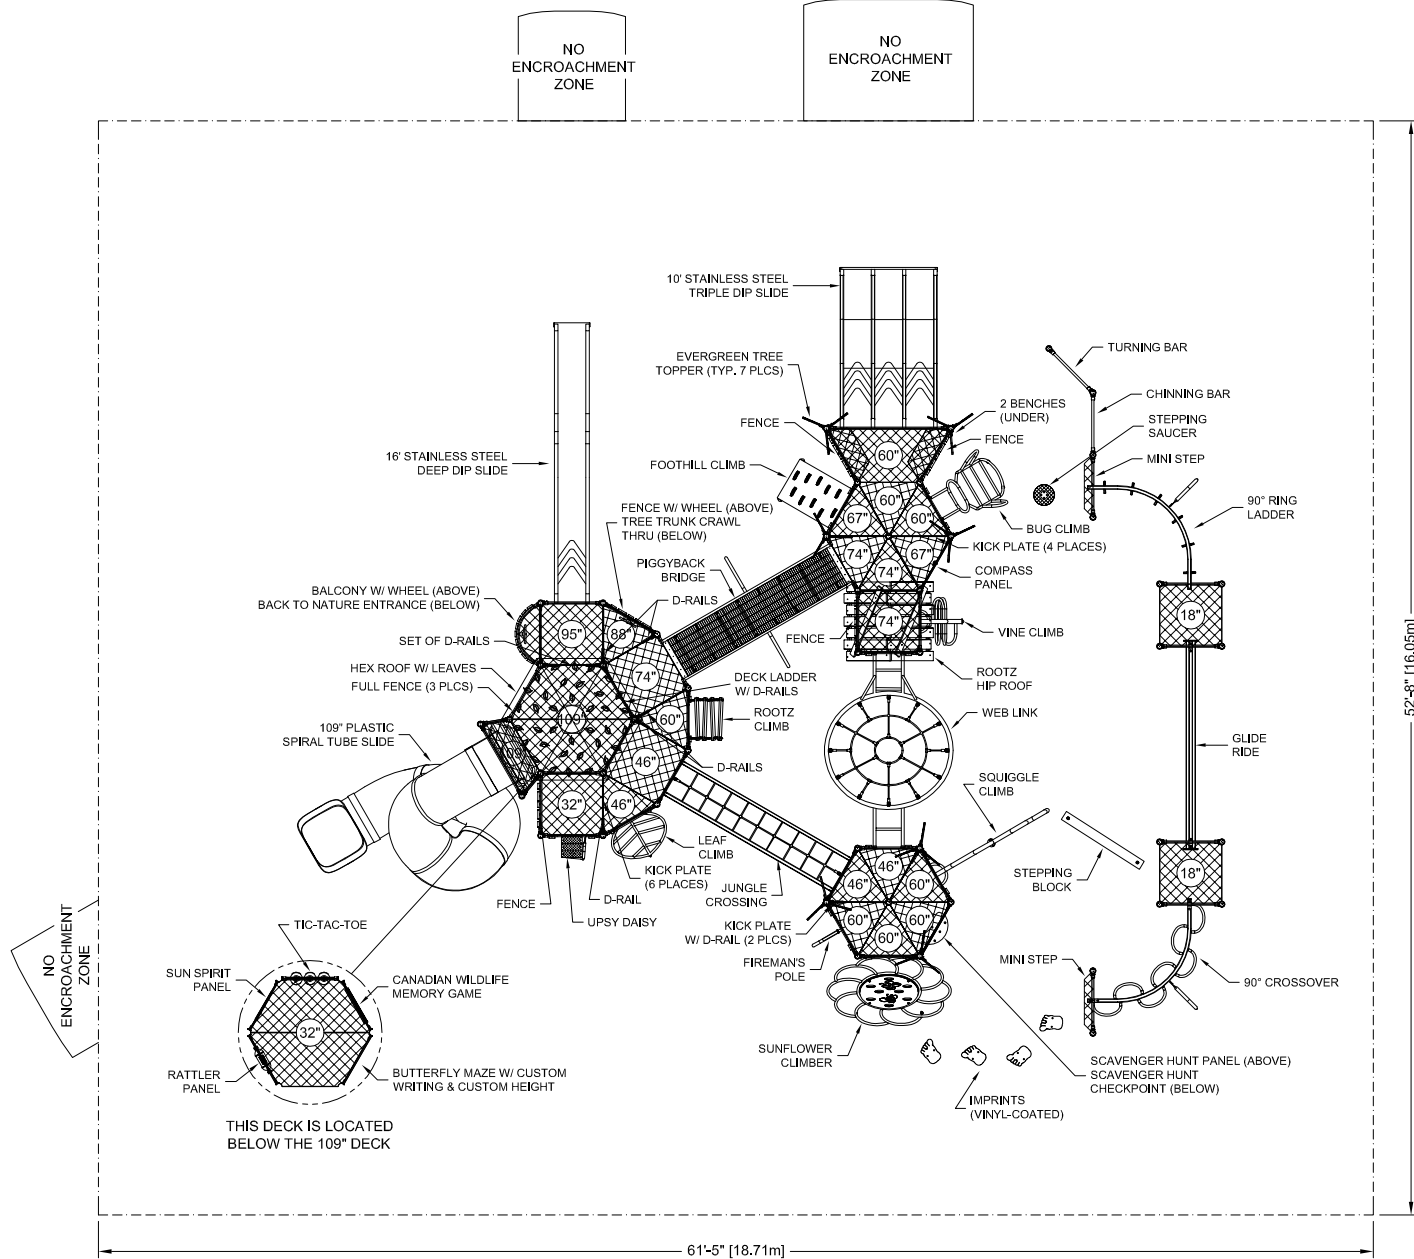 NO
ENCROACHMENT
ZONE
NO
ENCROACHMENT
ZONE
10' STAINLESS STEEL
TRIPLE DIP SLIDE
TURNING BAR
EVERGREEN TREE
TOPPER (TYP. 7 PLCS)
CHINNING BAR
2 BENCHES
(UNDER)
STEPPING
SAUCER
FENCE
FENCE
16' STAINLESS STEEL
DEEP DIP SLIDE
60"
MINI STEP
FOOTHILL CLIMB
90° RING
LADDER
FENCE W/ WHEEL (ABOVE)
TREE TRUNK CRAWL
THRU (BELOW)
60"
67"
60"
BUG CLIMB
KICK PLATE (4 PLACES)
74"
67"
74"
COMPASS
PANEL
PIGGYBACK
BRIDGE
BALCONY W/ WHEEL (ABOVE)
BACK TO NATURE ENTRANCE (BELOW)
D-RAILS
18"
SET OF D-RAILS
95"
88"
FENCE
74"
VINE CLIMB
HEX ROOF W/ LEAVES
FULL FENCE (3 PLCS)
74"
DECK LADDER
W/ D-RAILS
ROOTZ
HIP ROOF
109" PLASTIC
SPIRAL TUBE SLIDE
109"
60"
ROOTZ
CLIMB
WEB LINK
GLIDE
RIDE
52'-8" [16.05m]
46"
D-RAILS
SQUIGGLE
CLIMB
32"
46"
LEAF
CLIMB
KICK PLATE
(6 PLACES)
JUNGLE
CROSSING
46"
46"
60"
STEPPING
BLOCK
18"
FENCE
D-RAIL
UPSY DAISY
KICK PLATE
W/ D-RAIL (2 PLCS)
60"
60"
60"
FIREMAN'S
POLE
NO
ENCROACHMENT
ZONE
TIC-TAC-TOE
SUN SPIRIT
PANEL
CANADIAN WILDLIFE
MEMORY GAME
MINI STEP
90° CROSSOVER
32"
SUNFLOWER
CLIMBER
RATTLER
PANEL
BUTTERFLY MAZE W/ CUSTOM
WRITING & CUSTOM HEIGHT
SCAVENGER HUNT PANEL (ABOVE)
SCAVENGER HUNT
CHECKPOINT (BELOW)
IMPRINTS
(VINYL-COATED)
THIS DECK IS LOCATED
BELOW THE 109" DECK
61'-5" [18.71m]